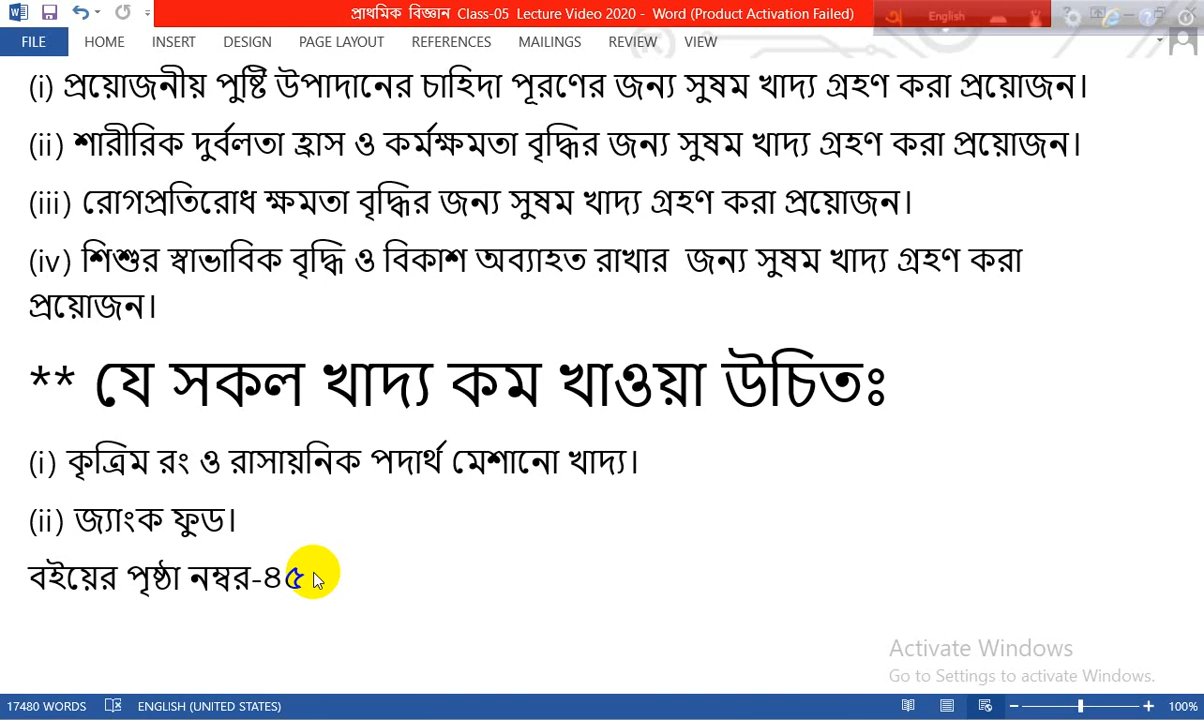 প্রাথমিক বিজ্ঞান Class-05 Lecture Video 2020 - Word (Product Activation Failed)
English
FILE HOME INSERT DESIGN PAGE LAYOUT REFERENCES MAILINGS REVIEW VIEW
(i) প্রয়োজনীয় পুষ্টি উপাদানের চাহিদা পূরণের জন্য সুষম খাদ্য গ্রহণ করা প্রয়োজন।
(ii) শারীরিক দুর্বলতা হ্রাস ও কর্মক্ষমতা বৃদ্ধির জন্য সুষম খাদ্য গ্রহণ করা প্রয়োজন।
(iii) রোগপ্রতিরোধ ক্ষমতা বৃদ্ধির জন্য সুষম খাদ্য গ্রহণ করা প্রয়োজন।
(iv) শিশুর স্বাভাবিক বৃদ্ধি ও বিকাশ অব্যাহত রাখার জন্য সুষম খাদ্য গ্রহণ করা
প্রয়োজন।
** যে সকল খাদ্য কম খাওয়া উচিতঃ
(i) কৃত্রিম রং ও রাসায়নিক পদার্থ মেশানো খাদ্য।
(ii) জ্যাংক ফুড।
বইয়ের পৃষ্ঠা নম্বর-৪৫
Activate Windows
Go to Settings to activate Windows.
17480 WORDS ENGLISH (UNITED STATES) 100%